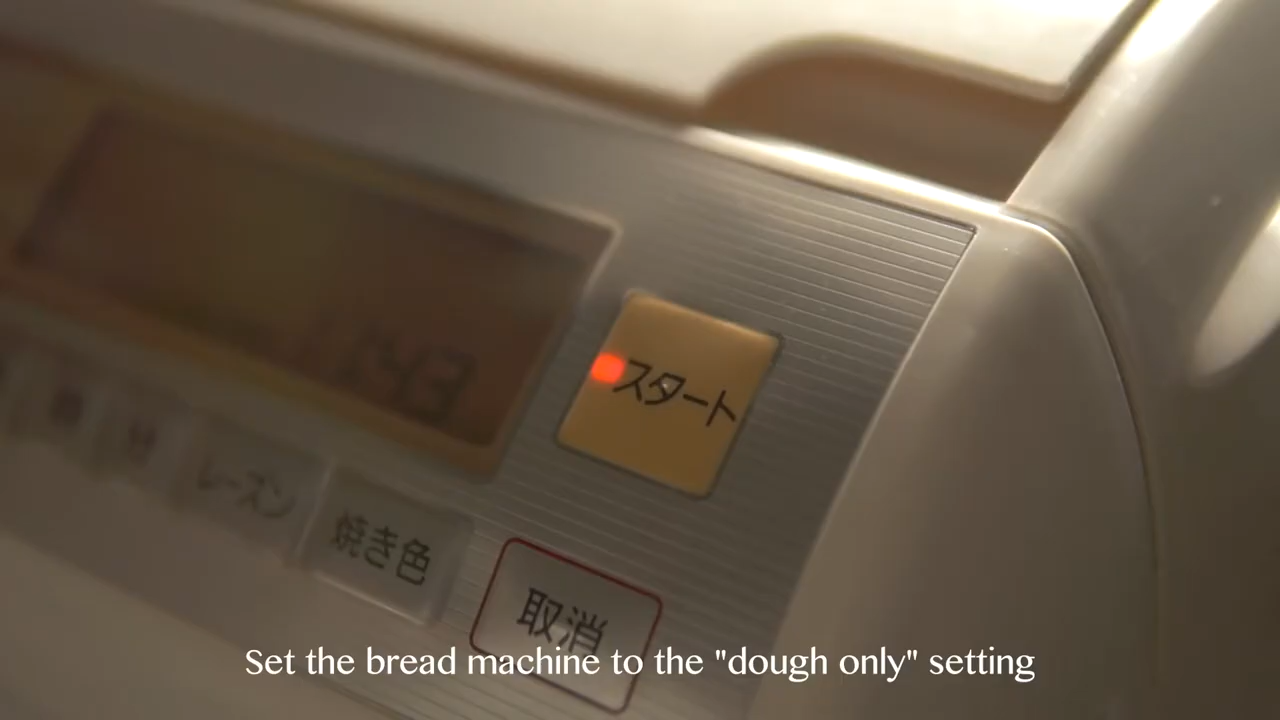 スタート
レーズン
焼き色
取消
Set the bread machine to the "dough only" setting